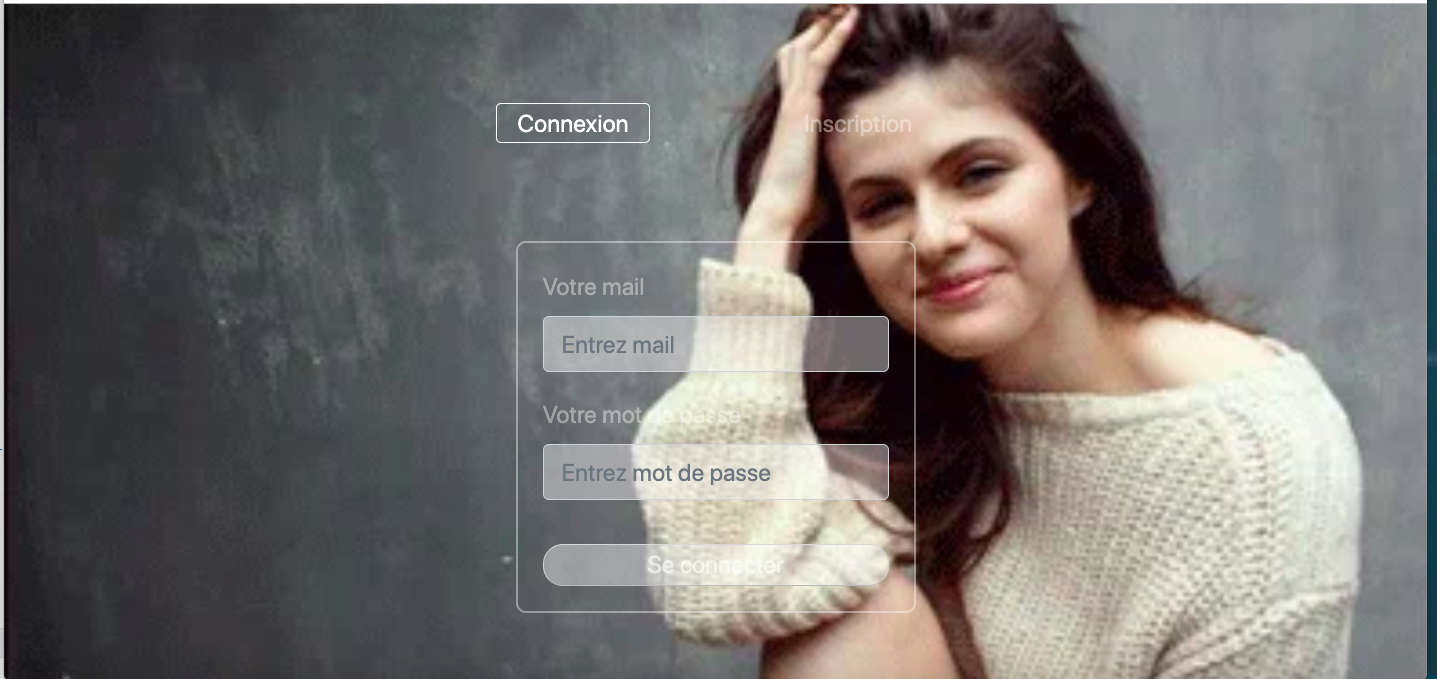 Connexion
Inscription
Votre mail
Entrez mail
Votre mot de passe
Entrez mot de passe
Se connecter